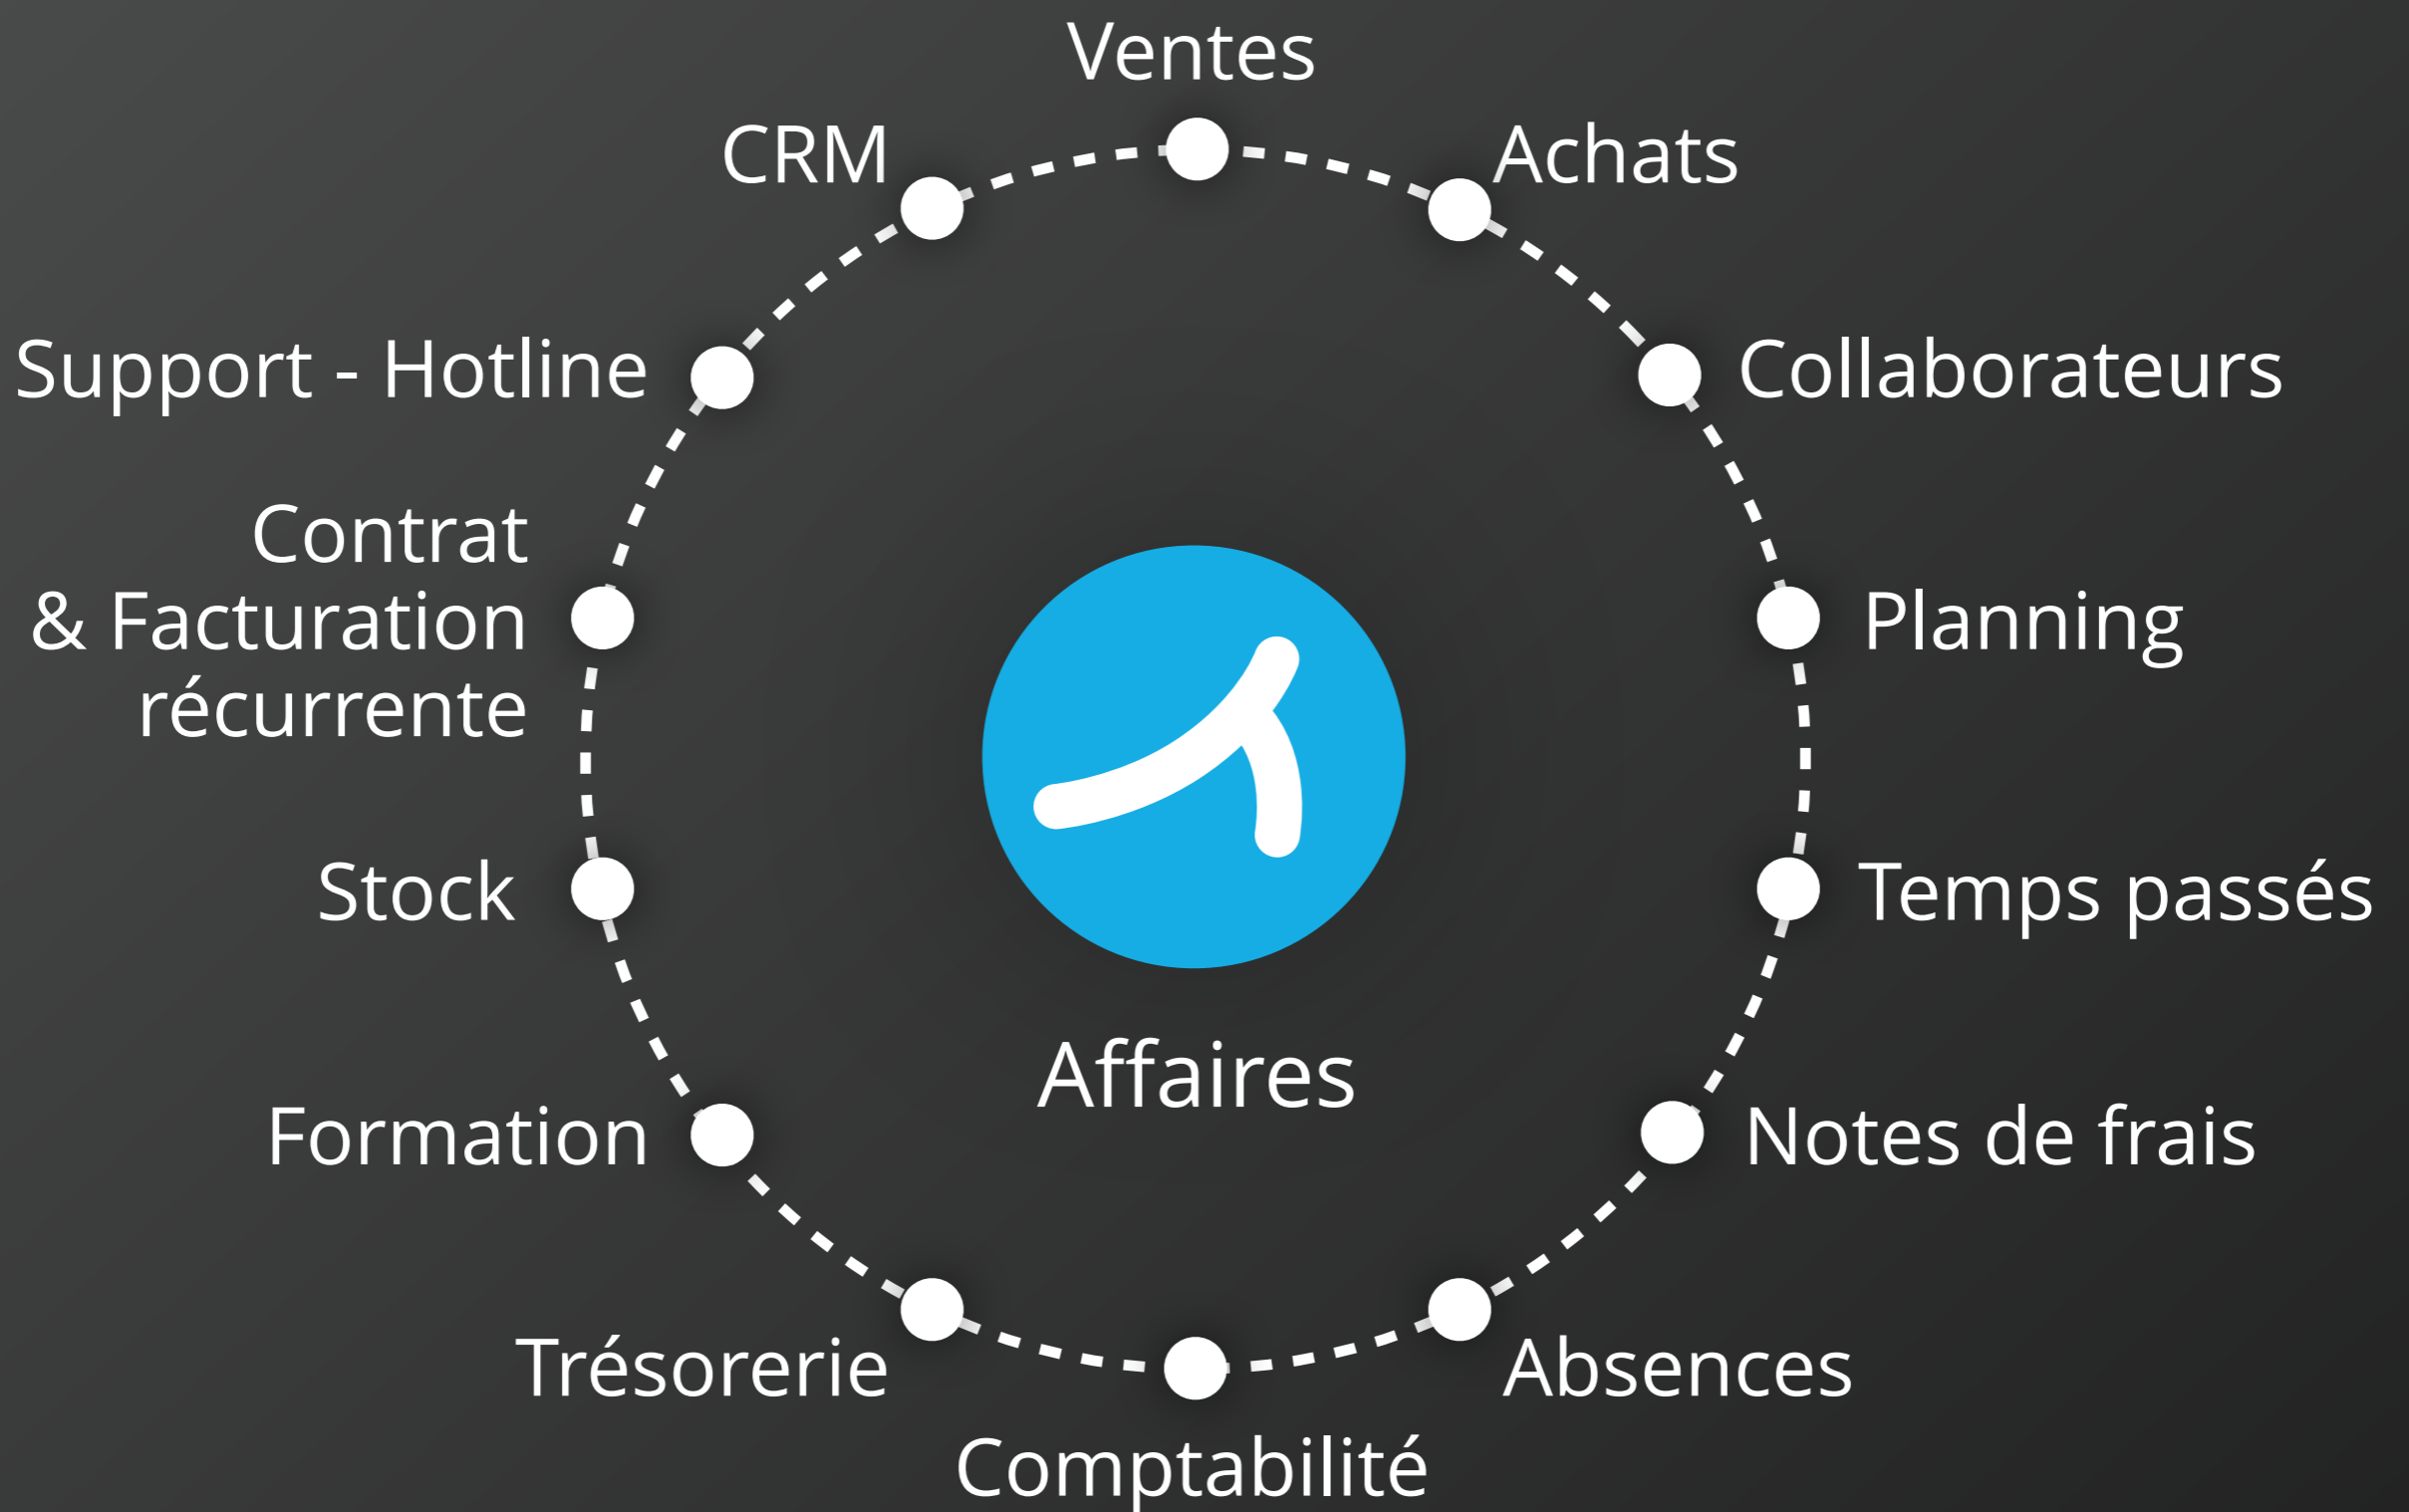 Ventes
CRM
Achats
Support - Hotline
Collaborateurs
Contrat
& Facturation
récurrente
Planning
Stock
Temps passés
Affaires
Formation
Notes de frais
Trésorerie
Absences
Comptabilité